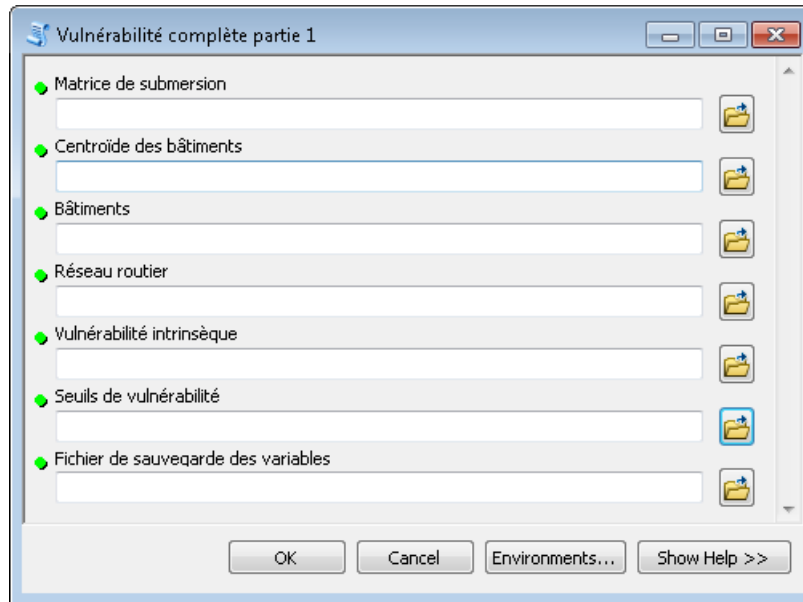 Vulnérabilité complète partie 1
Matrice de submersion
Centroïde des bâtiments
Bâtiments
Réseau routier
Vulnérabilité intrinsèque
Seuils de vulnérabilité
Fichier de sauvegarde des variables
OK Cancel Environments... Show Help >>